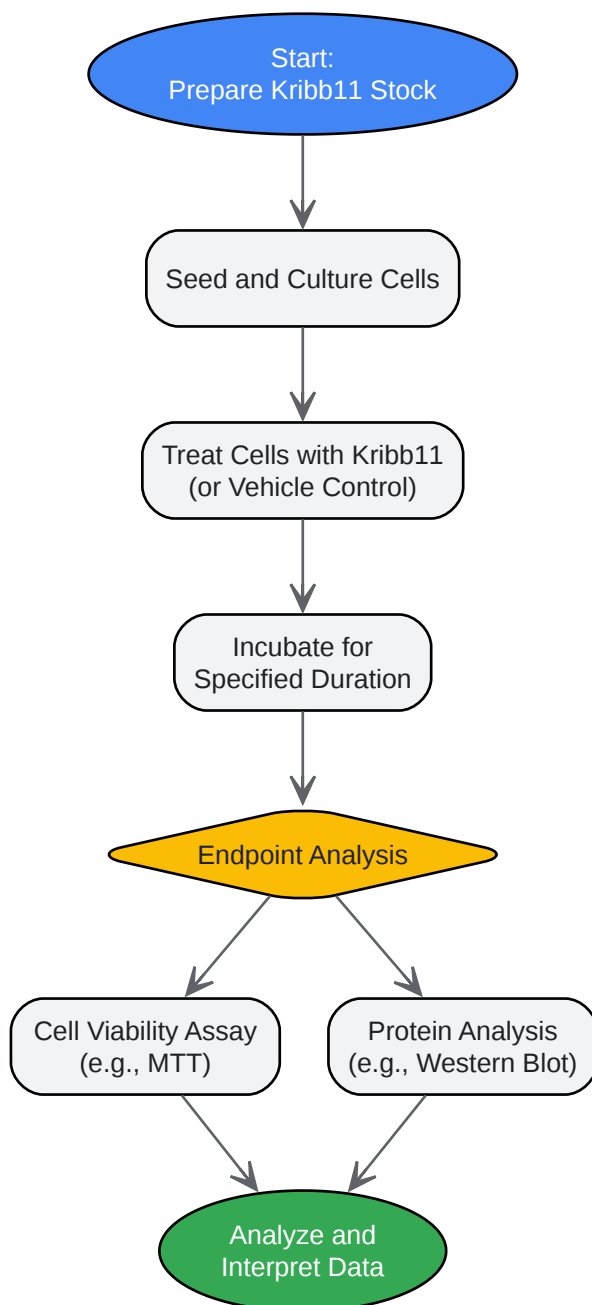 Start:
Prepare Kribb11 Stock
Seed and Culture Cells
Treat Cells with Kribb11
(or Vehicle Control)
Incubate for
Specified Duration
Endpoint Analysis
Cell Viability Assay
(e.g., MTT)
Protein Analysis
(e.g., Western Blot)
Analyze and
Interpret Data